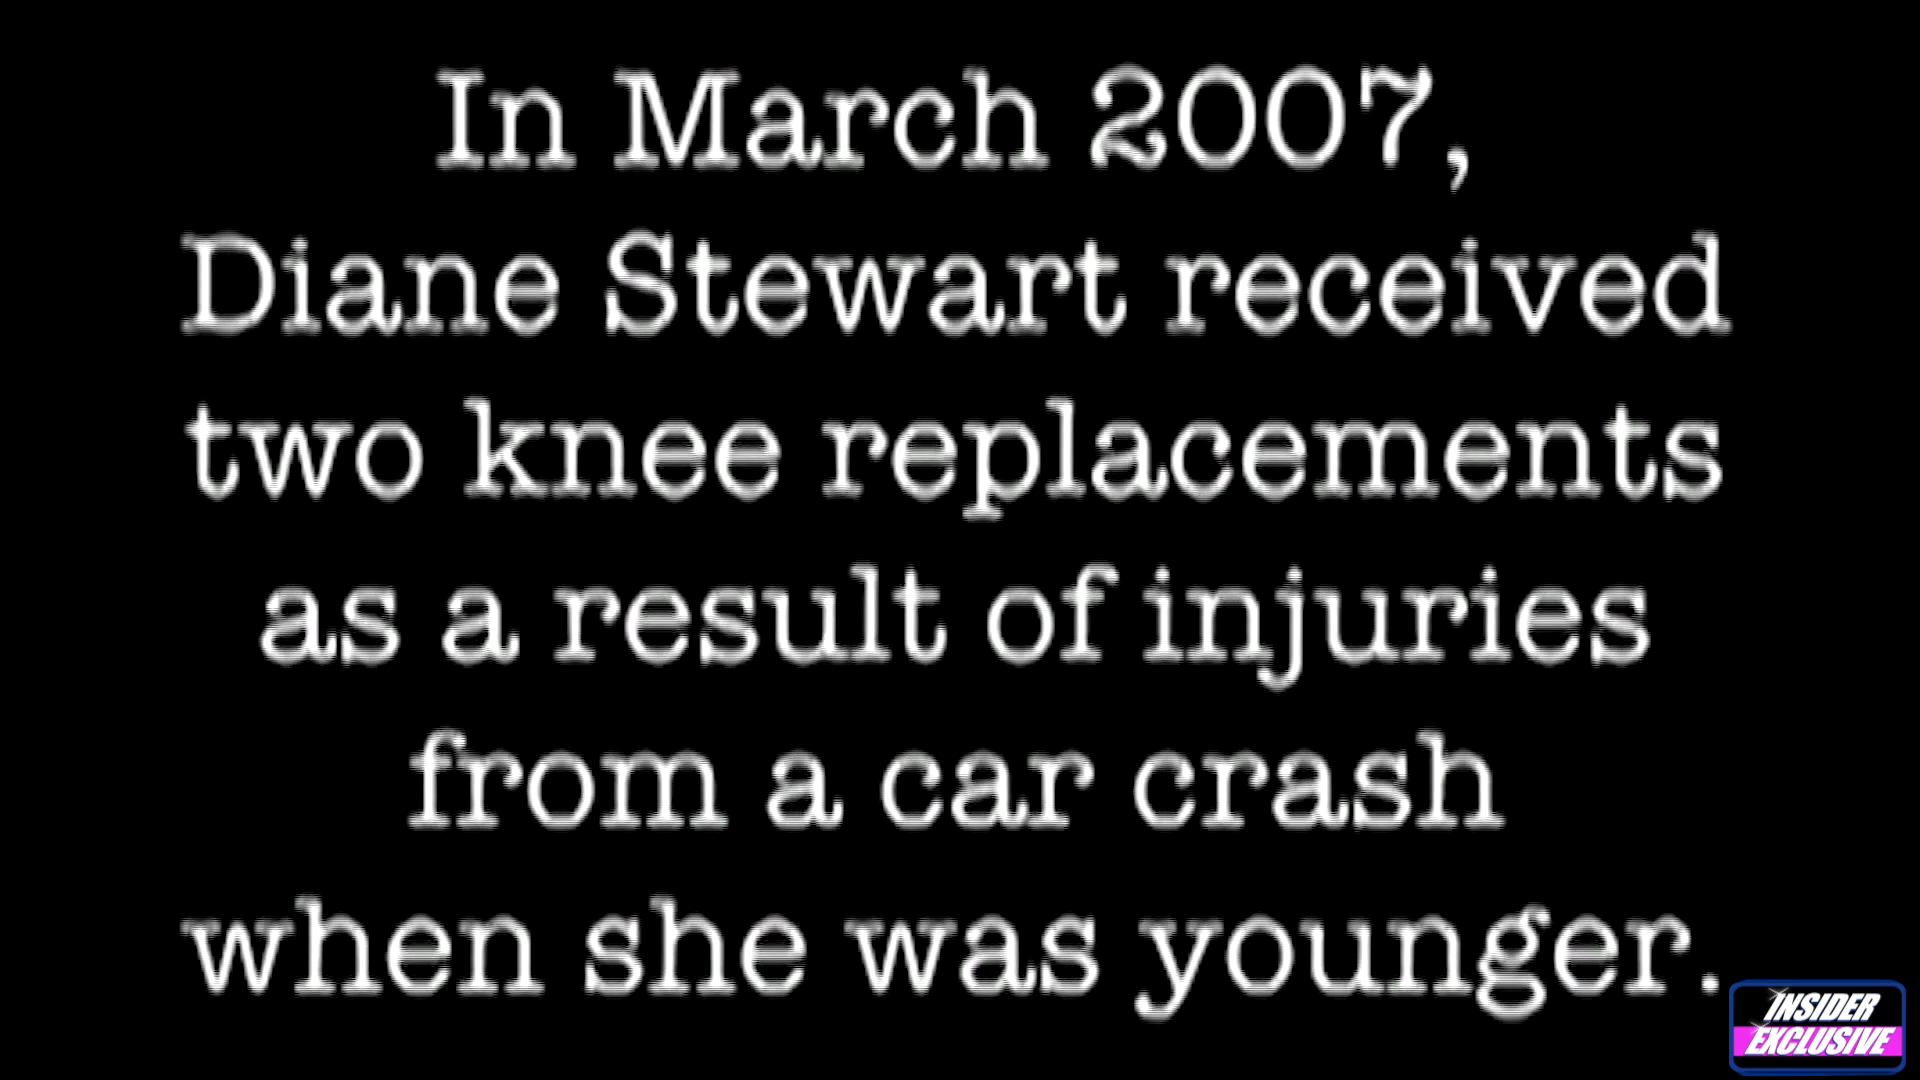 In March 2007,
Diane Stewart received
two knee replacements
as a result of injuries
from a car crash
when she was younger.
INSIDER
EXCLUSIVE